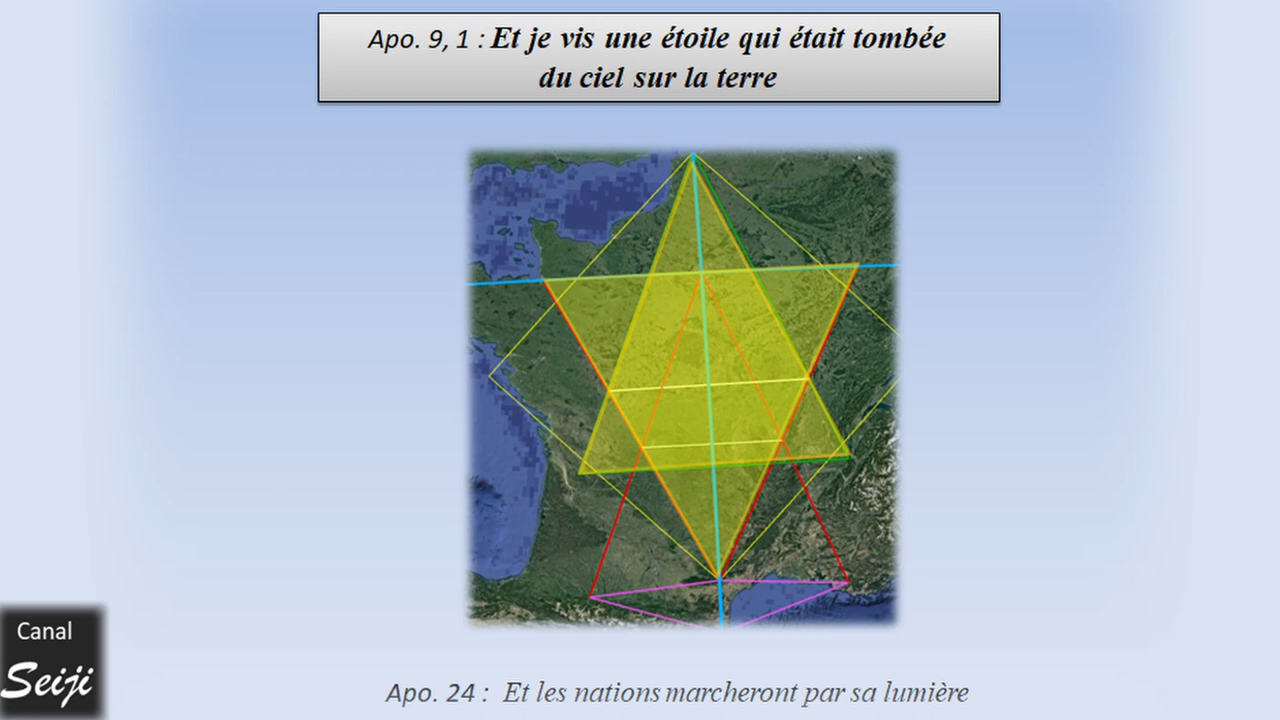 Apo. 9, 1 : Et je vis une étoile qui était tombée
du ciel sur la terre
Canal
Seiji
Apo. 24 : Et les nations marcheront par sa lumière